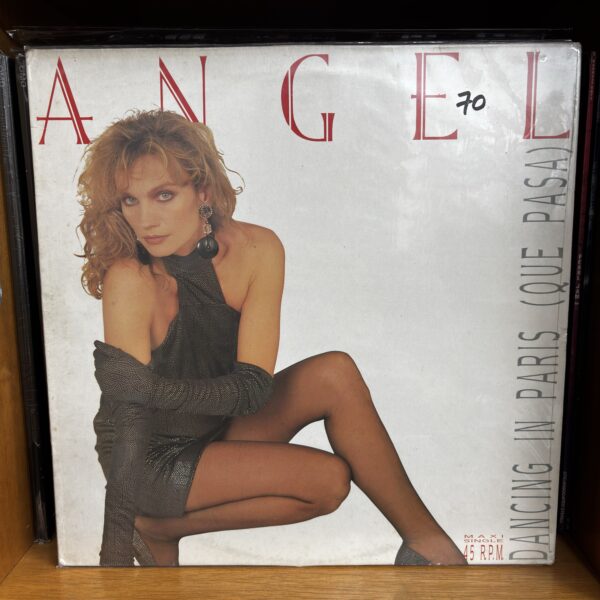 ANGEL
70
DANCING IN PARIS (QUE PASA)
MAXI
SINGLE
45 R.P.M.